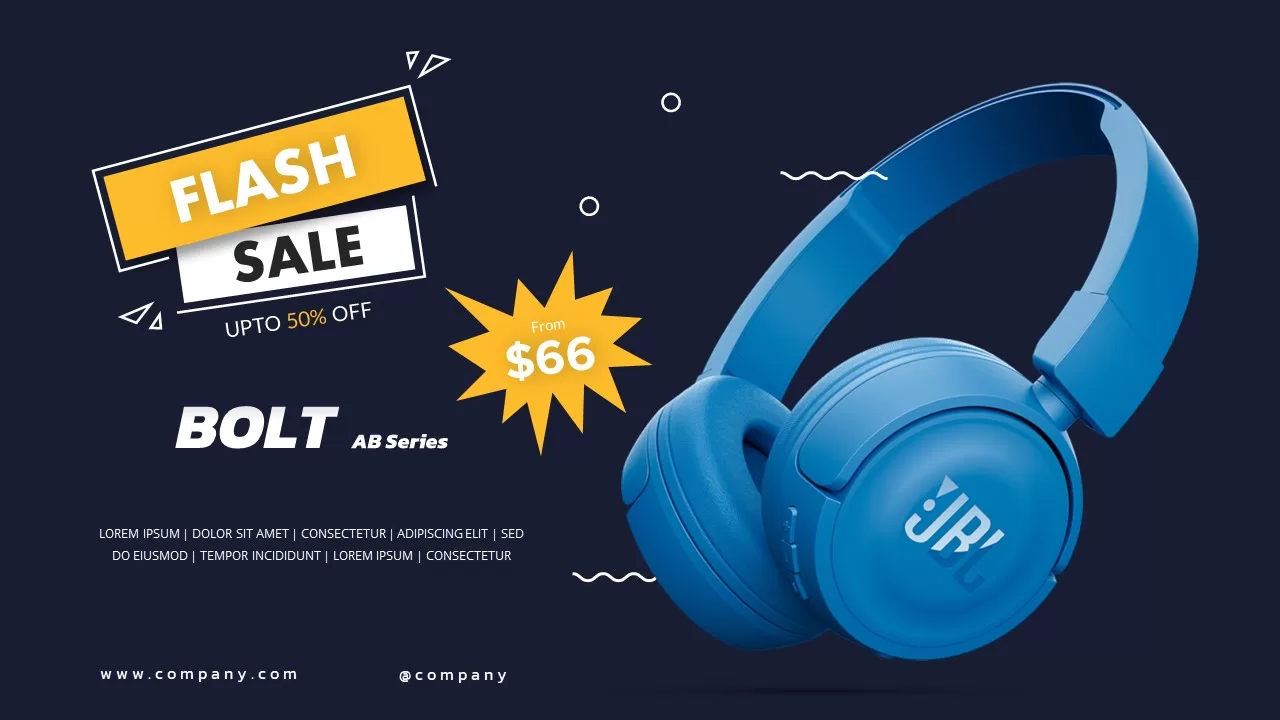 FLASH
SALE
UPTO 50% OFF
From
$66
BOLT AB Series
LOREM IPSUM | DOLOR SIT AMET | CONSECTETUR | ADIPISCING ELIT | SED
DO EIUSMOD | TEMPOR INCIDIDUNT | LOREM IPSUM | CONSECTETUR
JBL
www.company.com
@company